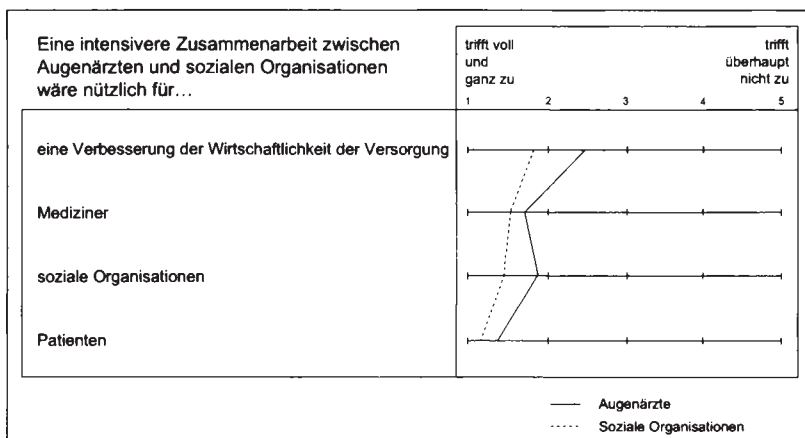 Eine intensivere Zusammenarbeit zwischen
Augenärzten und sozialen Organisationen
wäre nützlich für…
trifft voll
und
ganz zu
trifft
überhaupt
nicht zu
1 2 3 4 5
eine Verbesserung der Wirtschaftlichkeit der Versorgung
Mediziner
soziale Organisationen
Patienten
Augenärzte
Soziale Organisationen